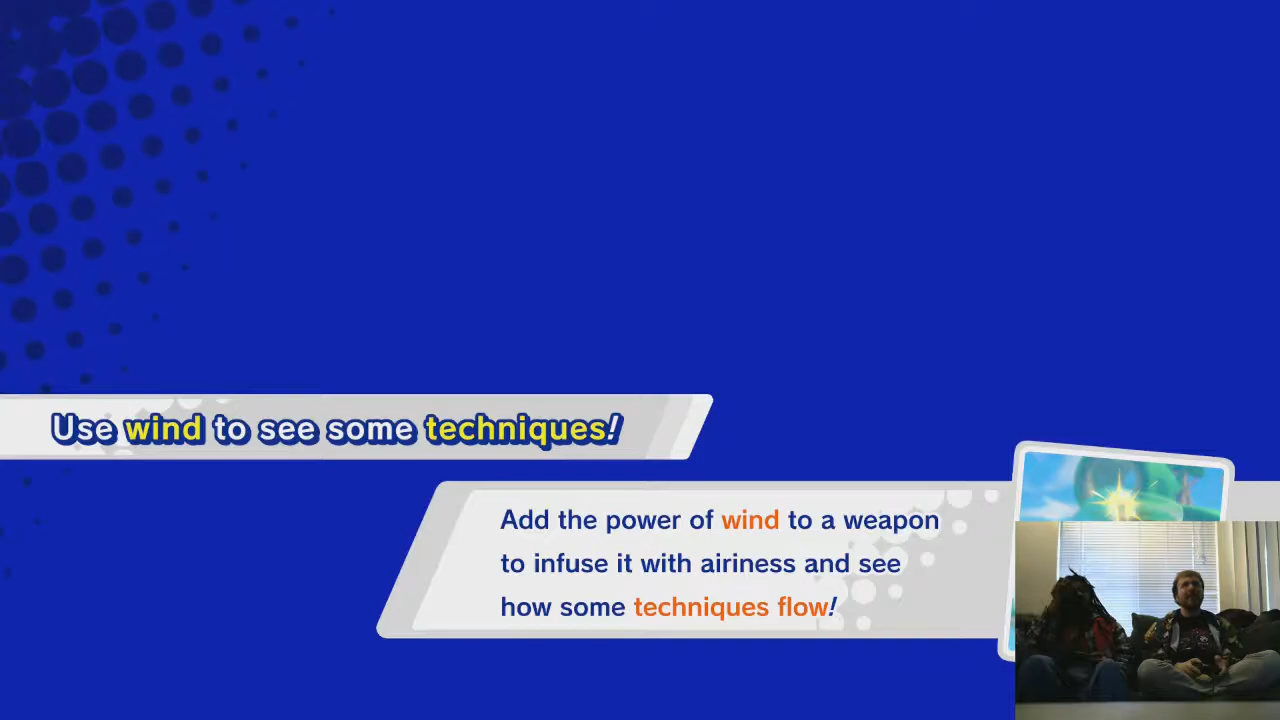 Use wind to see some techniques!
Add the power of wind to a weapon
to infuse it with airiness and see
how some techniques flow!